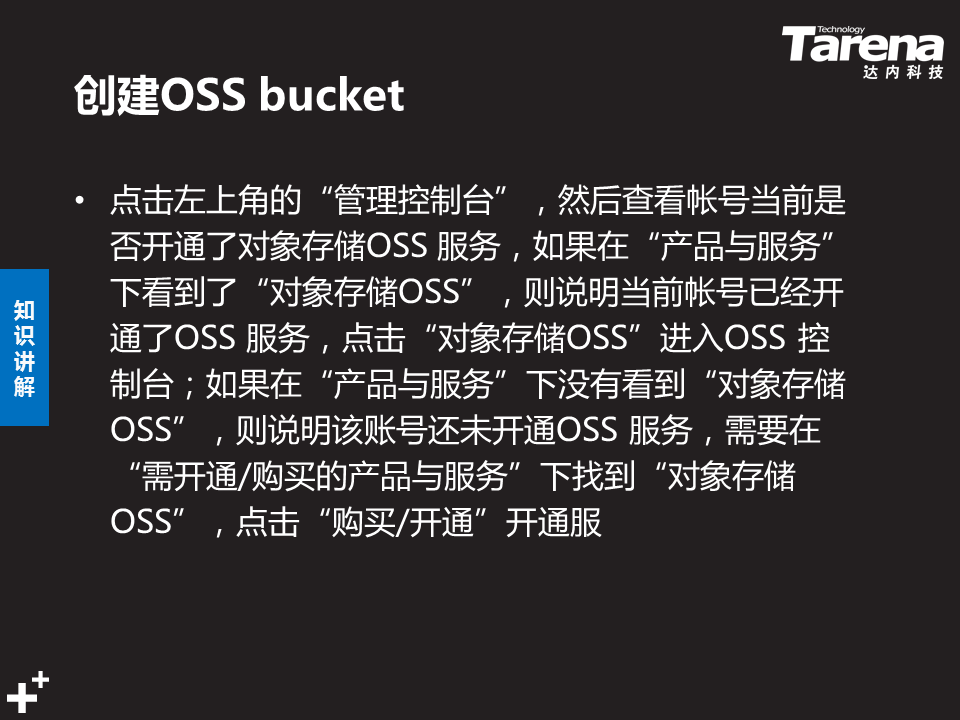 Technology
Tarena
达内科技
创建OSS bucket
• 点击左上角的“管理控制台”，然后查看帐号当前是
否开通了对象存储OSS 服务，如果在“产品与服务”
下看到了“对象存储OSS”，则说明当前帐号已经开
通了OSS 服务，点击“对象存储OSS”进入OSS 控
制台；如果在“产品与服务”下没有看到“对象存储
OSS”，则说明该账号还未开通OSS 服务，需要在
“需开通/购买的产品与服务”下找到“对象存储
OSS”，点击“购买/开通”开通服
知识讲解